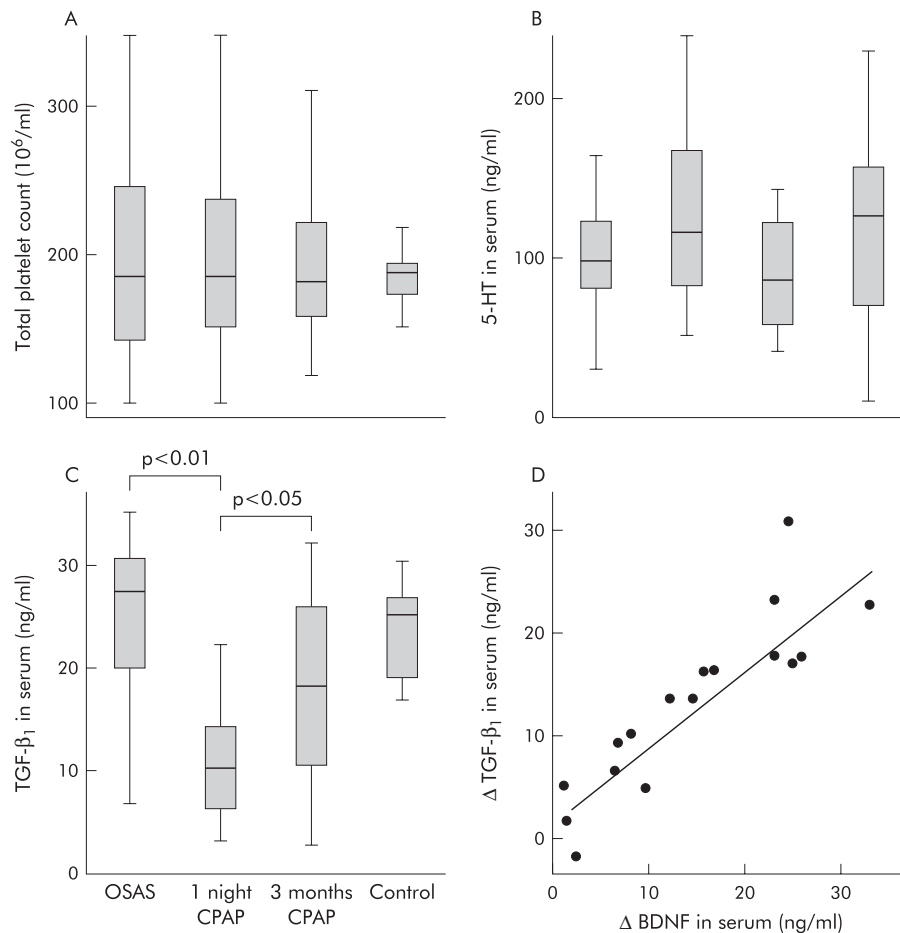 A
Total platelet count (10⁶/ml)
300
200
100
B
5-HT in serum (ng/ml)
200
100
0
C
p<0.01
p<0.05
TGF-β₁ in serum (ng/ml)
30
20
10
0
OSAS
1 night
CPAP
3 months
CPAP
Control
D
Δ TGF-β₁ in serum (ng/ml)
30
20
10
0
0
10
20
30
Δ BDNF in serum (ng/ml)